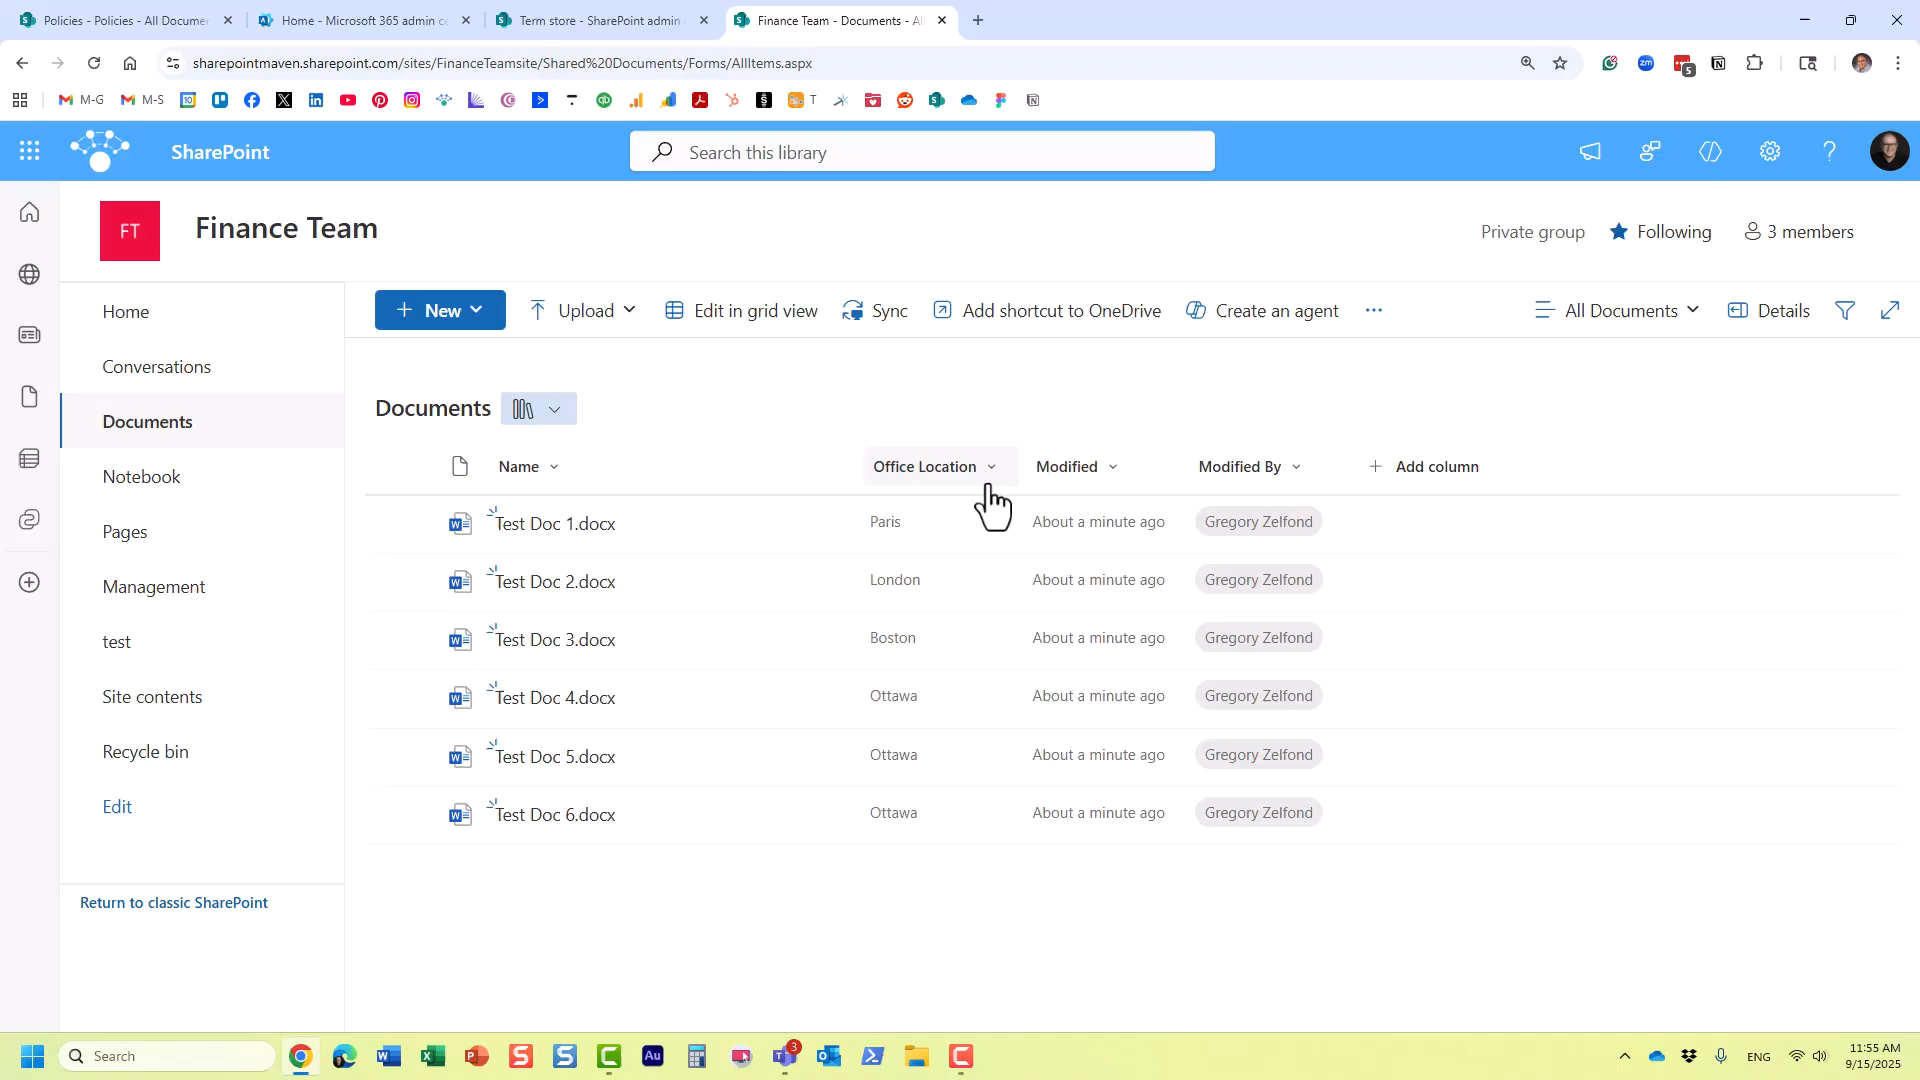 Policies - Policies - All Documen
Home - Microsoft 365 admin ce
Term store - SharePoint admin
Finance Team - Documents - Al
sharepointmaven.sharepoint.com/sites/FinanceTeamsite/Shared%20Documents/Forms/AllItems.aspx
M-G
M-S
T
SharePoint
Search this library
FT
Finance Team
Private group
Following
3 members
Home
Conversations
Documents
Notebook
Pages
Management
test
Site contents
Recycle bin
Edit
Return to classic SharePoint
New
Upload
Edit in grid view
Sync
Add shortcut to OneDrive
Create an agent
All Documents
Details
Documents
Name
Office Location
Modified
Modified By
Add column
Test Doc 1.docx Paris About a minute ago Gregory Zelfond
Test Doc 2.docx London About a minute ago Gregory Zelfond
Test Doc 3.docx Boston About a minute ago Gregory Zelfond
Test Doc 4.docx Ottawa About a minute ago Gregory Zelfond
Test Doc 5.docx Ottawa About a minute ago Gregory Zelfond
Test Doc 6.docx Ottawa About a minute ago Gregory Zelfond
Search
3
ENG
11:55 AM
9/15/2025